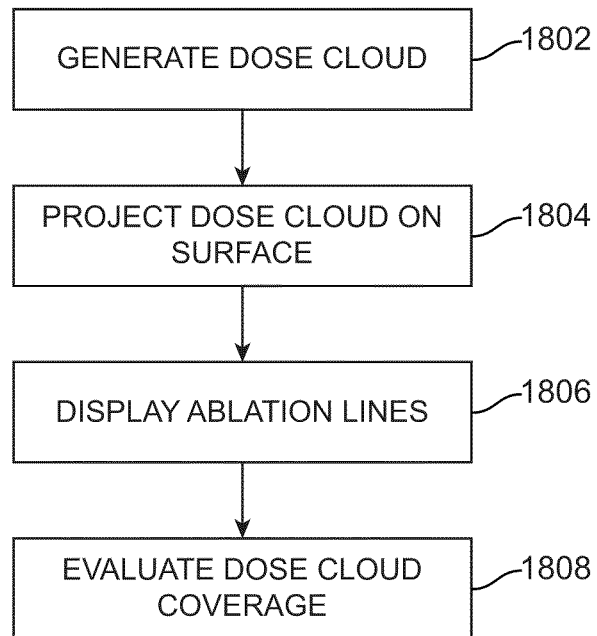 GENERATE DOSE CLOUD
1802
PROJECT DOSE CLOUD ON
SURFACE
1804
DISPLAY ABLATION LINES
1806
EVALUATE DOSE CLOUD
COVERAGE
1808